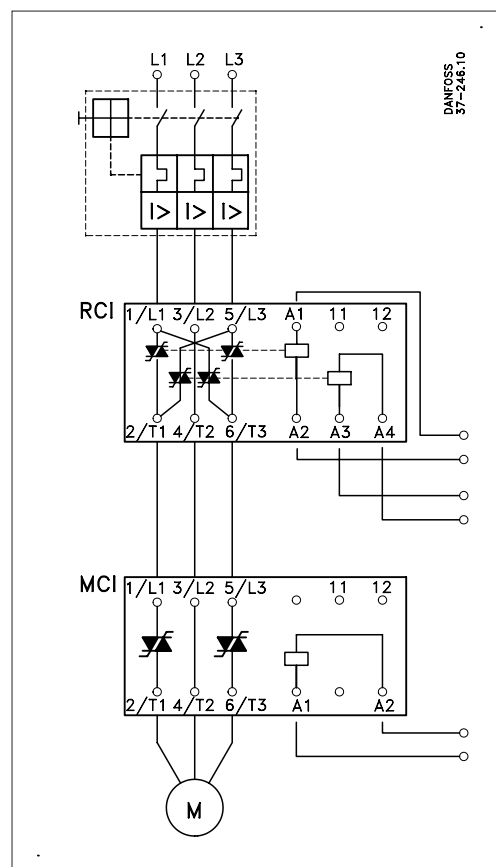 L1 L2 L3
DANFOSS
37-246.10
I> I> I>
RCI
1/L1 3/L2 5/L3 A1 11 12
2/T1 4/T2 6/T3 A2 A3 A4
MCI
1/L1 3/L2 5/L3 11 12
2/T1 4/T2 6/T3 A1 A2
M